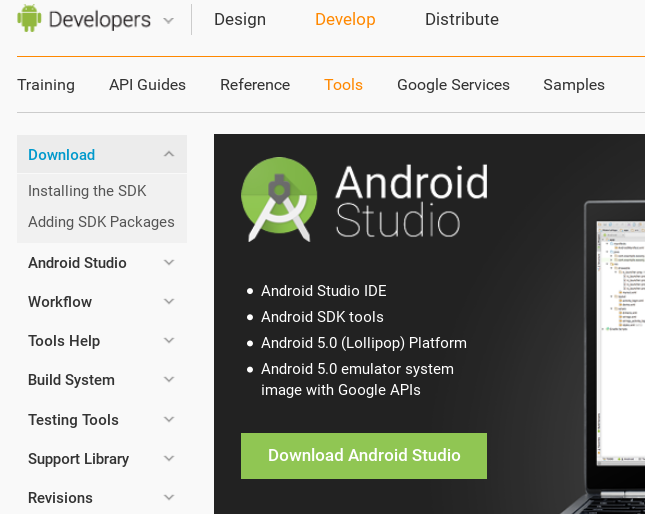 Developers
Design
Develop
Distribute
Training
API Guides
Reference
Tools
Google Services
Samples
Download
Installing the SDK
Adding SDK Packages
Android Studio
Workflow
Tools Help
Build System
Testing Tools
Support Library
Revisions
Android
Studio
Android Studio IDE
Android SDK tools
Android 5.0 (Lollipop) Platform
Android 5.0 emulator system
image with Google APIs
Download Android Studio